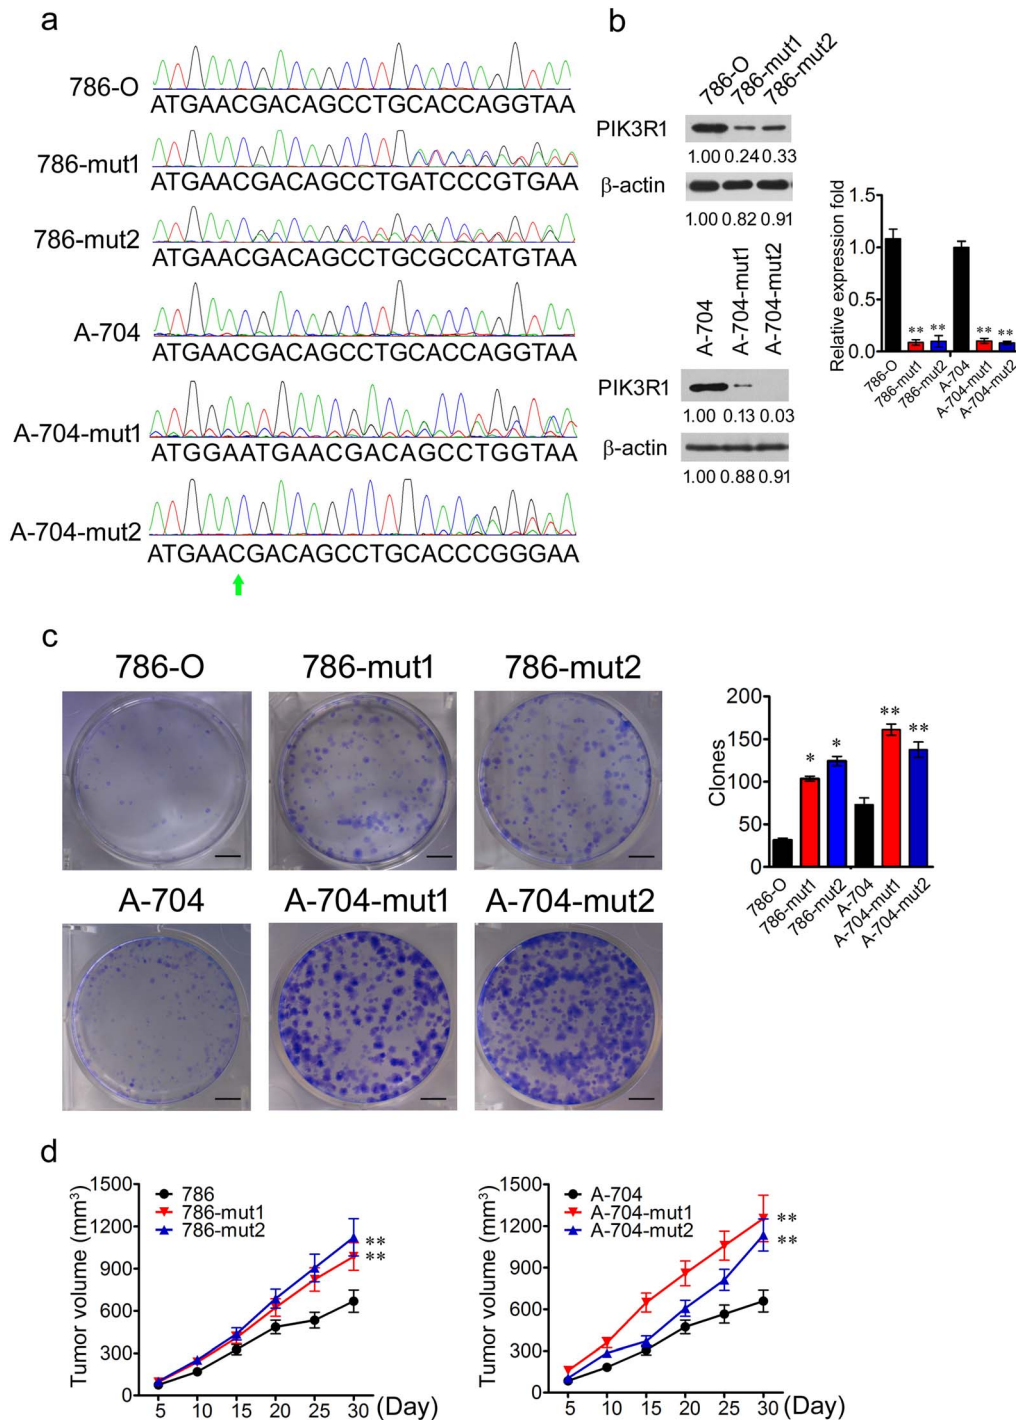 a
786-O
ATGAACGACAGCCTGCACCAGGTAA
786-mut1
ATGAACGACAGCCTGATCCCGTGAA
786-mut2
ATGAACGACAGCCTGCGCCATGTAA
A-704
ATGAACGACAGCCTGCACCAGGTAA
A-704-mut1
ATGGAATGAACGACAGCCTGGTAA
A-704-mut2
ATGAACGACAGCCTGCACCCGGGAA
b
786-O 786-mut1 786-mut2
PIK3R1
1.00 0.24 0.33
β-actin
1.00 0.82 0.91
A-704 A-704-mut1 A-704-mut2
PIK3R1
1.00 0.13 0.03
β-actin
1.00 0.88 0.91
Relative expression fold
1.5
1.0
0.5
0.0
** ** ** **
786-O 786-mut1 786-mut2 A-704 A-704-mut1 A-704-mut2
c
786-O 786-mut1 786-mut2
A-704 A-704-mut1 A-704-mut2
Clones
200
150
100
50
0
* * ** **
786-O 786-mut1 786-mut2 A-704 A-704-mut1 A-704-mut2
d
Tumor volume (mm³)
1500
1200
900
600
300
0
786
786-mut1
786-mut2
**
**
5 10 15 20 25 30 (Day)
Tumor volume (mm³)
1500
1200
900
600
300
0
A-704
A-704-mut1
A-704-mut2
**
**
5 10 15 20 25 30 (Day)